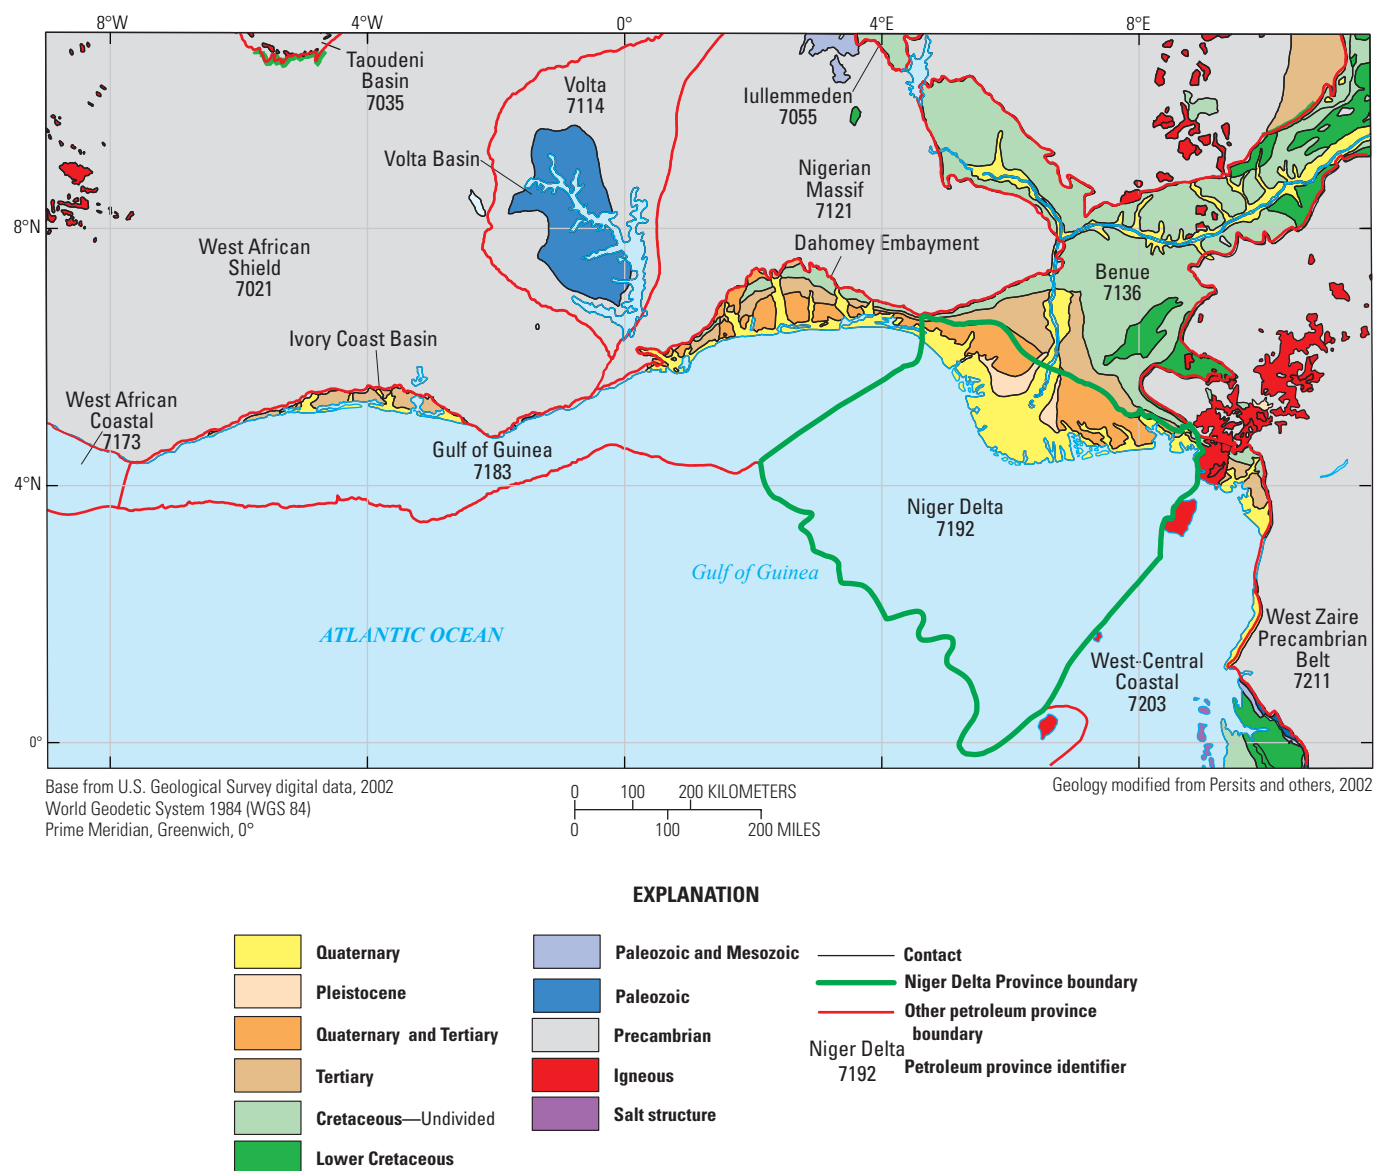 8°W
4°W
0°
4°E
8°E
Taoudeni
Basin
7035
Volta
7114
Iullemmeden
7055
Volta Basin
Nigerian
Massif
7121
8°N
West African
Shield
7021
Dahomey Embayment
Benue
7136
Ivory Coast Basin
West African
Coastal
7173
Gulf of Guinea
7183
4°N
Niger Delta
7192
Gulf of Guinea
ATLANTIC OCEAN
West Zaire
Precambrian
Belt
7211
West-Central
Coastal
7203
0°
Base from U.S. Geological Survey digital data, 2002
World Geodetic System 1984 (WGS 84)
Prime Meridian, Greenwich, 0°
0 100 200 KILOMETERS
0 100 200 MILES
Geology modified from Persits and others, 2002
EXPLANATION
Quaternary
Pleistocene
Quaternary and Tertiary
Tertiary
Cretaceous—Undivided
Lower Cretaceous
Paleozoic and Mesozoic
Paleozoic
Precambrian
Igneous
Salt structure
Contact
Niger Delta Province boundary
Other petroleum province
boundary
Niger Delta
7192
Petroleum province identifier